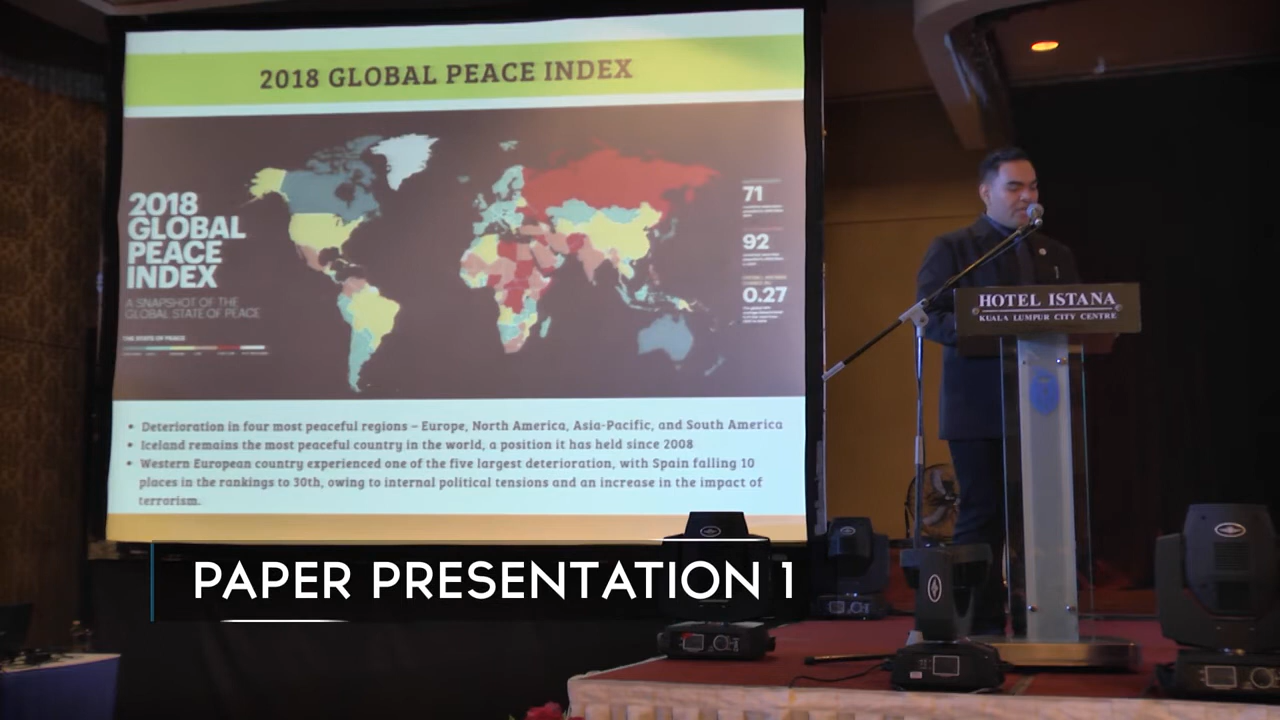 2018 GLOBAL PEACE INDEX
2018
GLOBAL
PEACE
INDEX
A SNAPSHOT OF THE
GLOBAL STATE OF PEACE
THE STATE OF PEACE
71
92
0.27
• Deterioration in four most peaceful regions – Europe, North America, Asia-Pacific, and South America
• Iceland remains the most peaceful country in the world, a position it has held since 2008
• Western European country experienced one of the five largest deterioration, with Spain falling 10
places in the rankings to 30th, owing to internal political tensions and an increase in the impact of
terrorism.
HOTEL ISTANA
KUALA LUMPUR CITY CENTRE
PAPER PRESENTATION 1